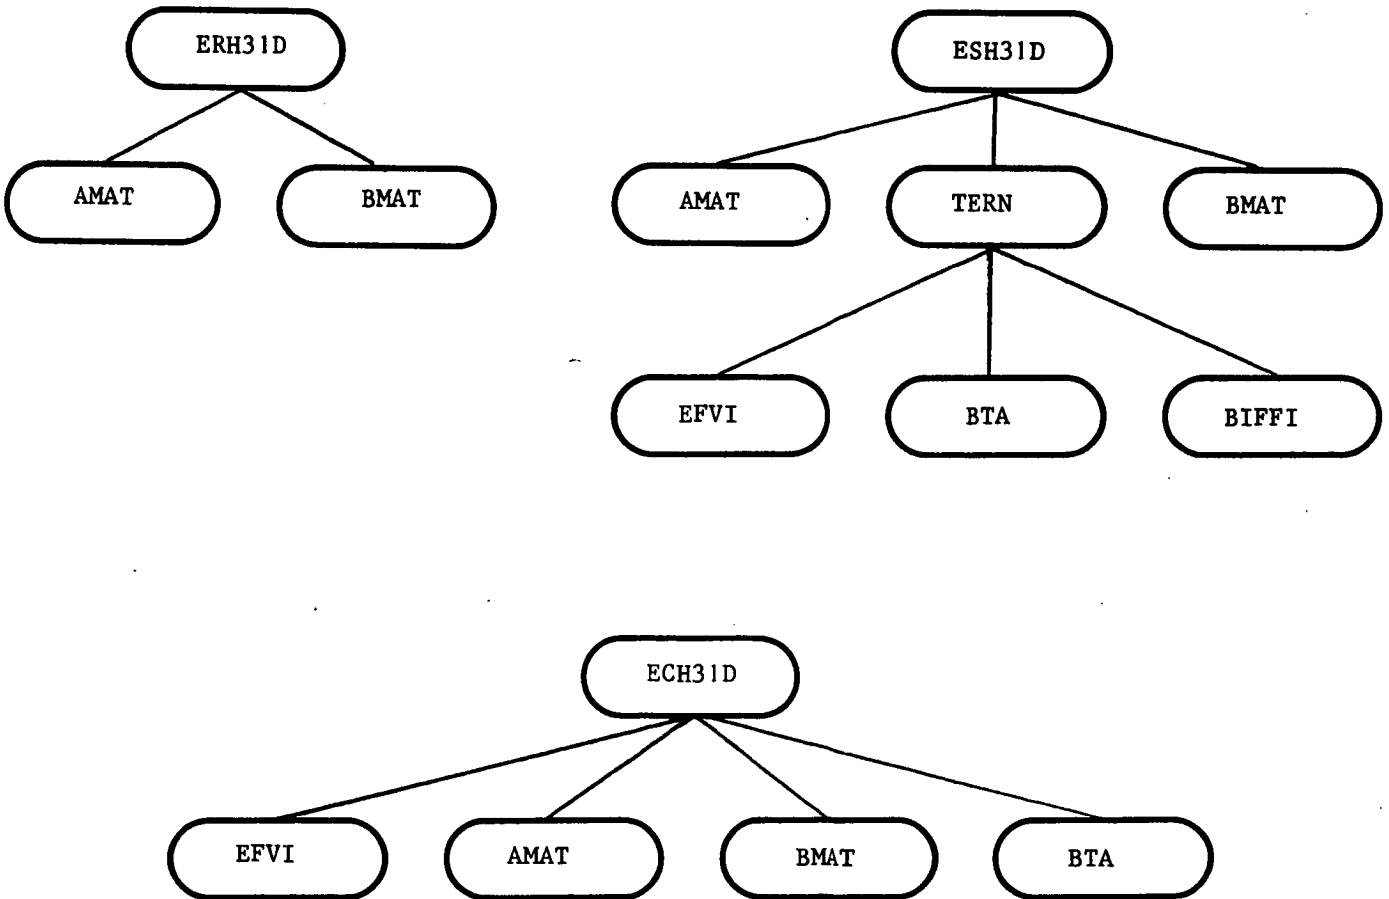 ERH31D
AMAT
BMAT
ESH31D
AMAT
TERN
BMAT
EFVI
BTA
BIFFI
ECH31D
EFVI
AMAT
BMAT
BTA